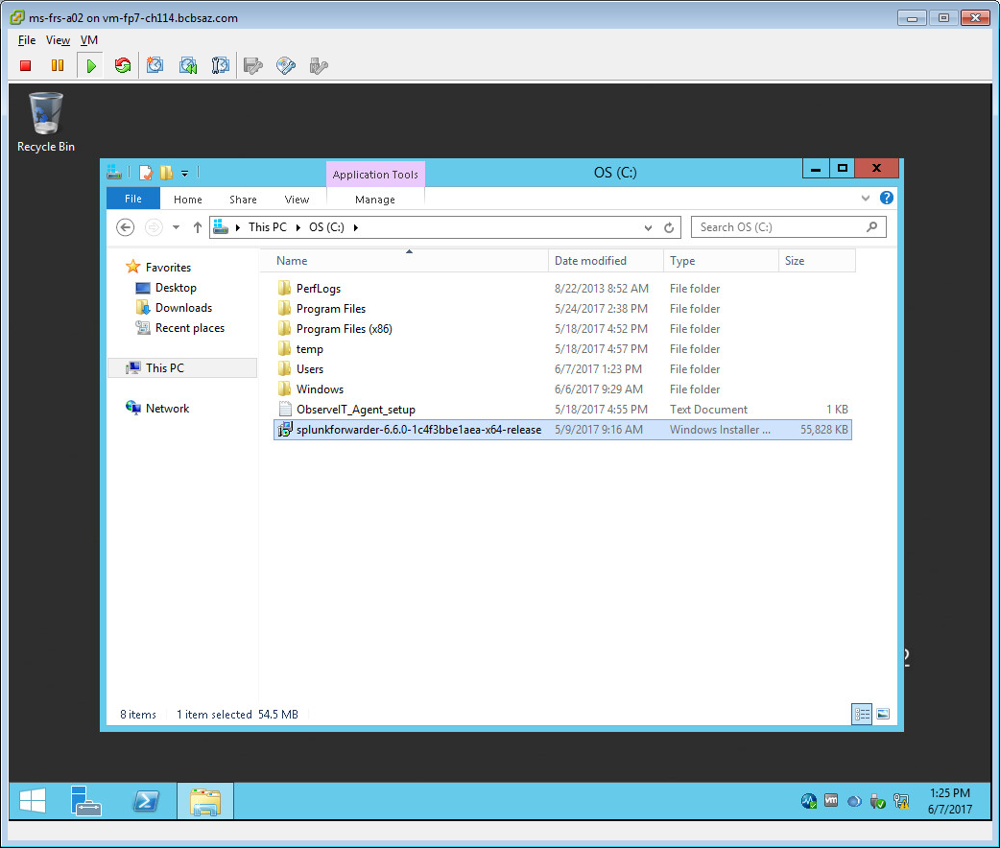 ms-frs-a02 on vm-fp7-ch114.bcbsaz.com
File View VM
Recycle Bin
Application Tools
OS (C:)
File Home Share View Manage
This PC OS (C:)
Search OS (C:)
Favorites
Desktop
Downloads
Recent places
This PC
Network
Name Date modified Type Size
PerfLogs 8/22/2013 8:52 AM File folder
Program Files 5/24/2017 2:38 PM File folder
Program Files (x86) 5/18/2017 4:52 PM File folder
temp 5/18/2017 4:57 PM File folder
Users 6/7/2017 1:23 PM File folder
Windows 6/6/2017 9:29 AM File folder
ObserveIT_Agent_setup 5/18/2017 4:55 PM Text Document 1 KB
splunkforwarder-6.6.0-1c4f3bbe1aea-x64-release 5/9/2017 9:16 AM Windows Installer ... 55,828 KB
2
8 items 1 item selected 54.5 MB
vm
1:25 PM
6/7/2017